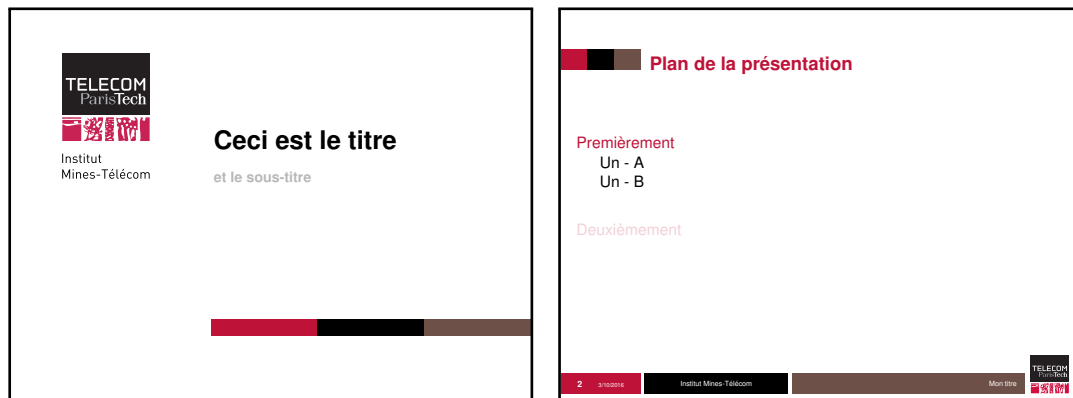 TELECOM
ParisTech
Institut
Mines-Télécom
Ceci est le titre
et le sous-titre
Plan de la présentation
Premièrement
Un - A
Un - B
Deuxièmement
2 3/10/2016 Institut Mines-Télécom Mon titre
TELECOM
ParisTech